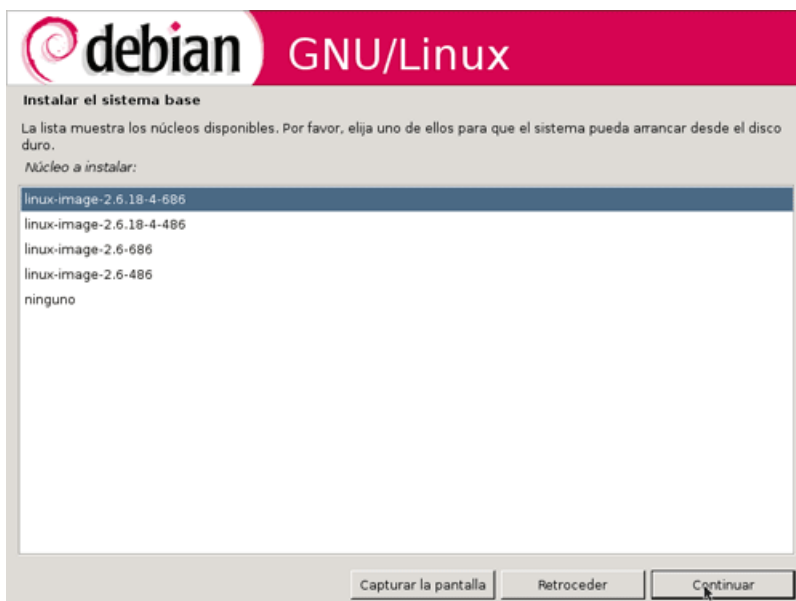 debian GNU/Linux
Instalar el sistema base
La lista muestra los núcleos disponibles. Por favor, elija uno de ellos para que el sistema pueda arrancar desde el disco
duro.
Núcleo a instalar:
linux-image-2.6.18-4-686
linux-image-2.6.18-4-486
linux-image-2.6-686
linux-image-2.6-486
ninguno
Capturar la pantalla Retroceder Continuar